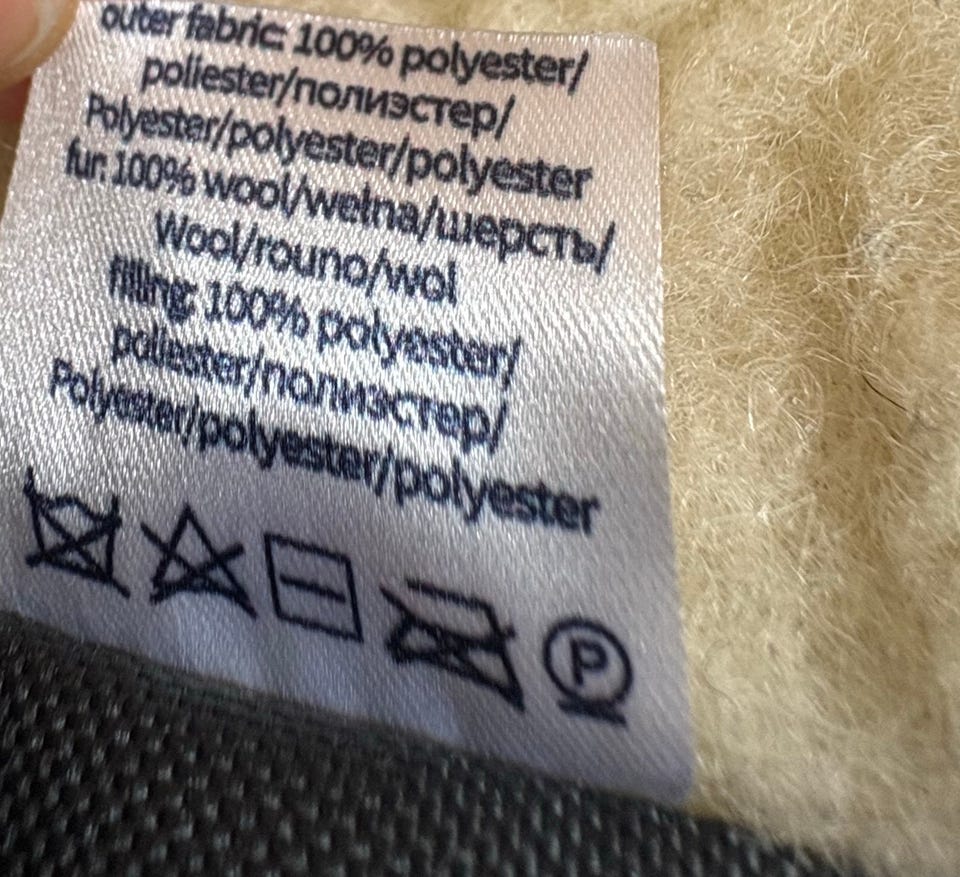 outer fabric: 100% polyester/
poliester/полиэстер/
Polyester/polyester/polyester
fur: 100% wool/wełna/шерсть/
Wool/rouno/wol
filling: 100% polyester/
poliester/полиэстер/
Polyester/polyester/polyester
P